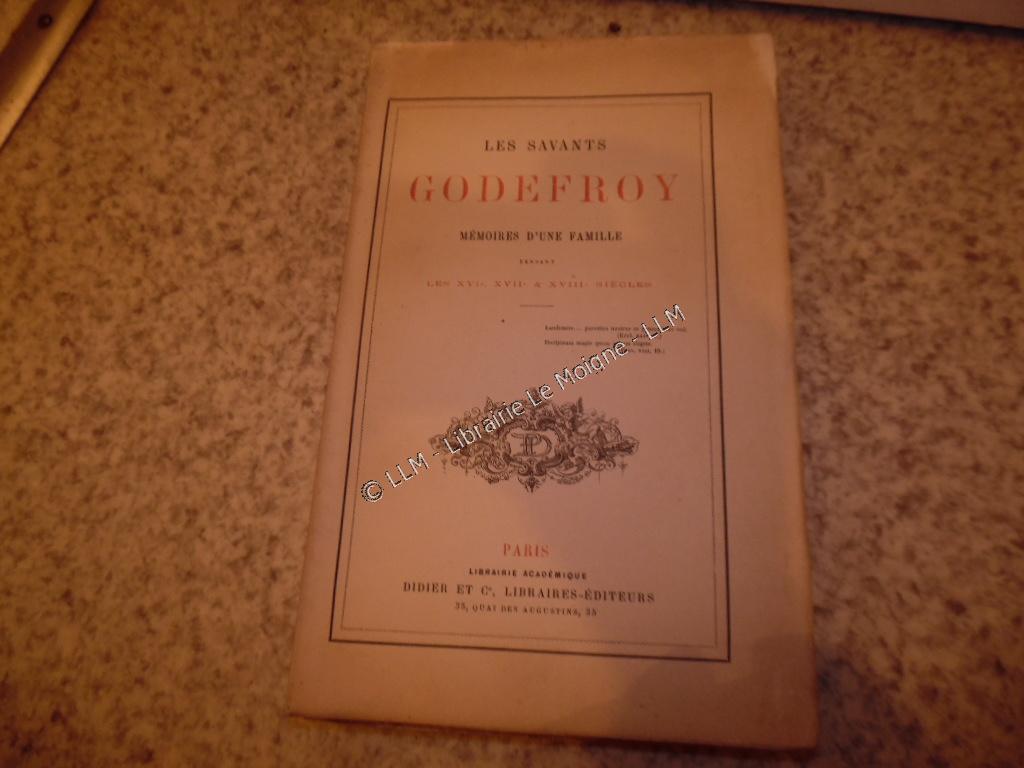 LES SAVANTS
GODEFROY
MÉMOIRES D'UNE FAMILLE
PENDANT
LES XVIe, XVIIe & XVIIIe SIÈCLES
© LLM - Librairie Le Moigne - LLM
PARIS
LIBRAIRIE ACADÉMIQUE
DIDIER ET Ce, LIBRAIRES-ÉDITEURS
35, QUAI DES AUGUSTINS, 35